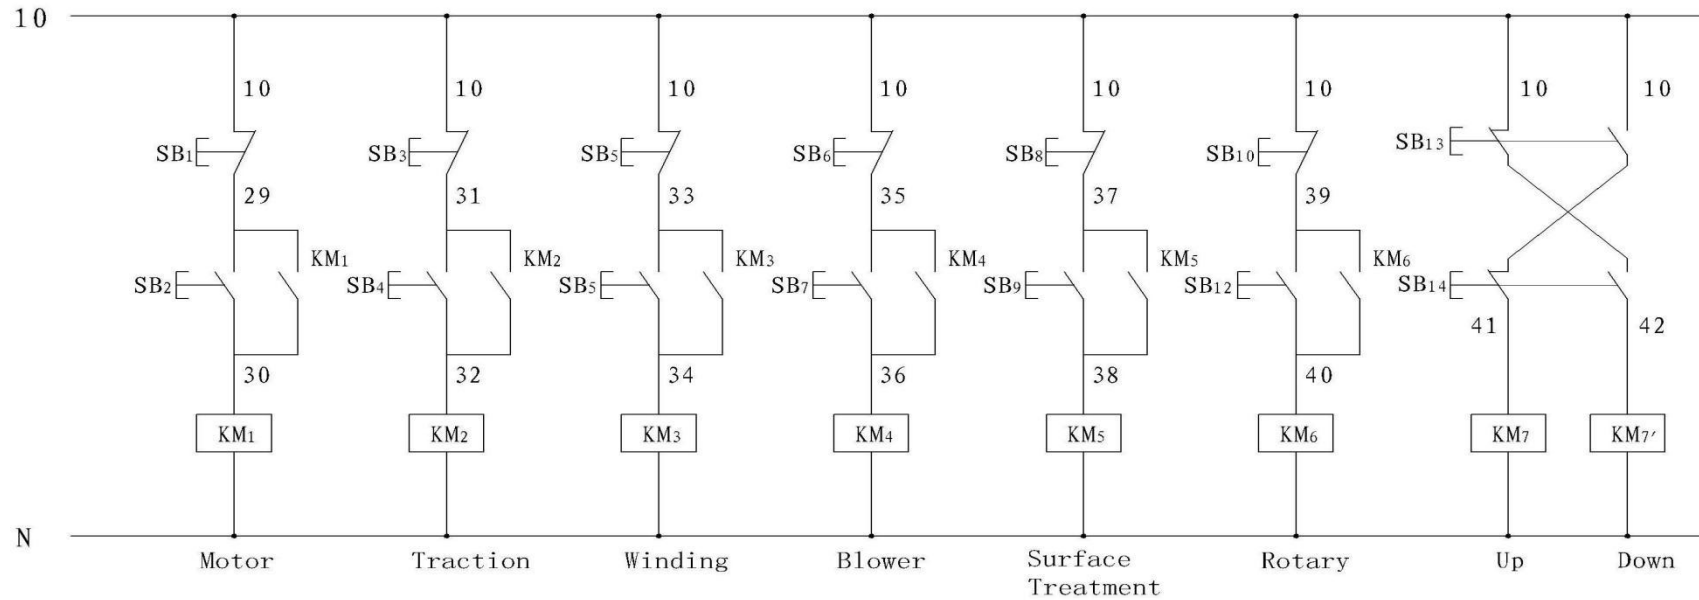 10
10 10 10 10 10 10 10 10
SB1 SB3 SB5 SB6 SB8 SB10 SB13
29 31 33 35 37 39
KM1 KM2 KM3 KM4 KM5 KM6
SB2 SB4 SB5 SB7 SB9 SB12 SB14
41 42
30 32 34 36 38 40
KM1 KM2 KM3 KM4 KM5 KM6 KM7 KM7′
N
Motor Traction Winding Blower Surface Rotary Up Down
Treatment